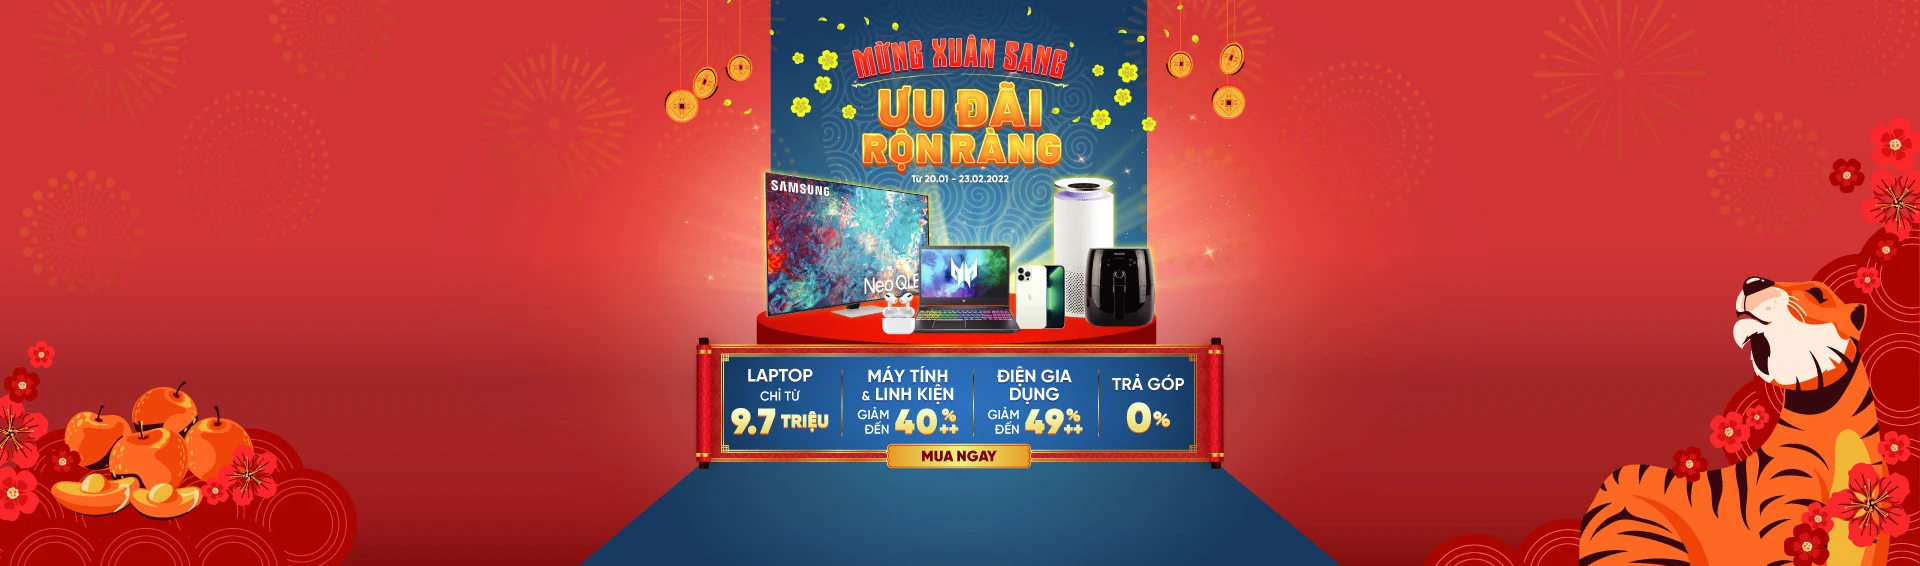 MỪNG XUÂN SANG
ƯU ĐÃI
RỘN RÀNG
Từ 20.01 - 23.02.2022
SAMSUNG
Neo QLE
LAPTOP
CHỈ TỪ
9.7 TRIỆU
MÁY TÍNH
& LINH KIỆN
GIẢM ĐẾN 40%++
ĐIỆN GIA
DỤNG
GIẢM ĐẾN 49%++
TRẢ GÓP
0%
MUA NGAY